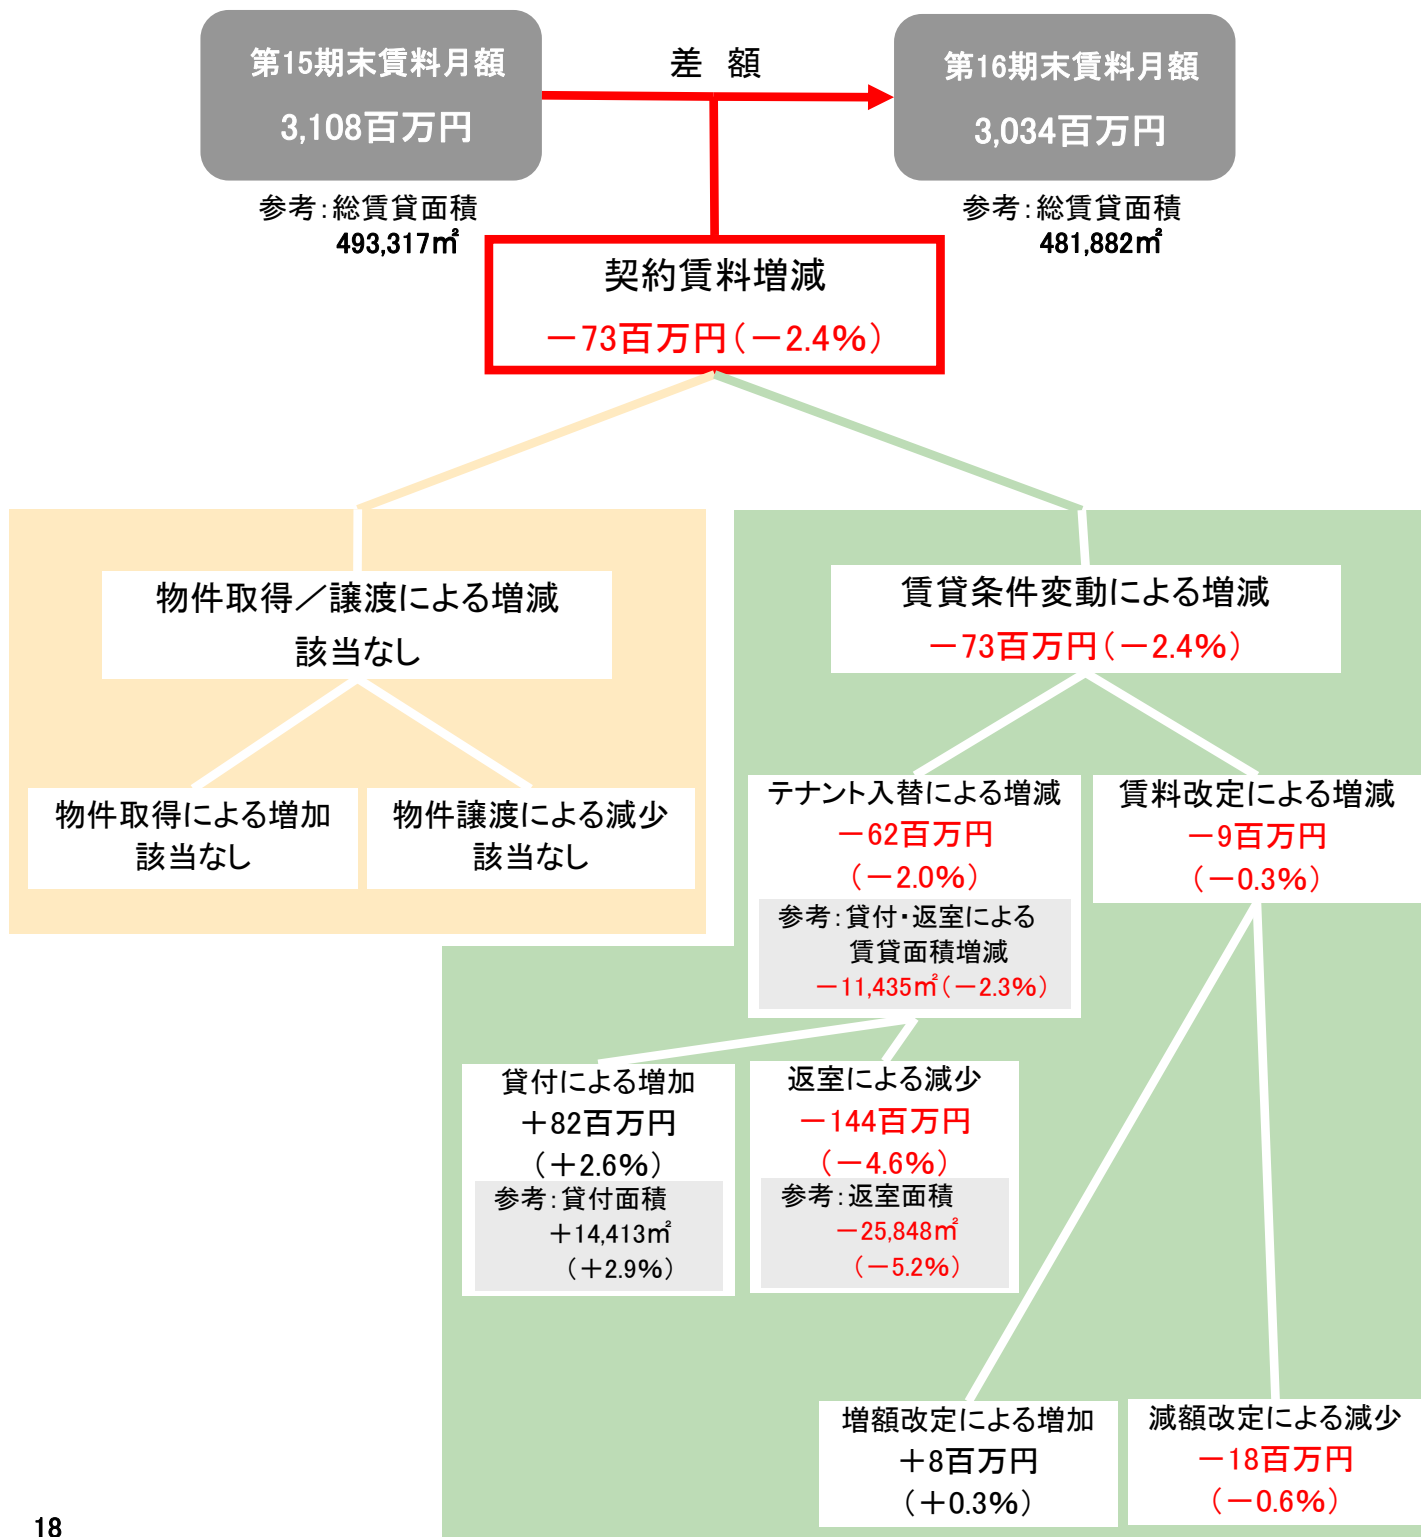 第15期末賃料月額
3,108百万円
差 額
第16期末賃料月額
3,034百万円
参考：総賃貸面積
493,317㎡
参考：総賃貸面積
481,882㎡
契約賃料増減
－73百万円（－2.4%）
物件取得／譲渡による増減
該当なし
物件取得による増加
該当なし
物件譲渡による減少
該当なし
賃貸条件変動による増減
－73百万円（－2.4%）
テナント入替による増減
－62百万円
（－2.0%）
参考：貸付・返室による
賃貸面積増減
－11,435㎡（－2.3%）
賃料改定による増減
－9百万円
（－0.3%）
貸付による増加
＋82百万円
（＋2.6%）
参考：貸付面積
＋14,413㎡
（＋2.9%）
返室による減少
－144百万円
（－4.6%）
参考：返室面積
－25,848㎡
（－5.2%）
増額改定による増加
＋8百万円
（＋0.3%）
減額改定による減少
－18百万円
（－0.6%）
18